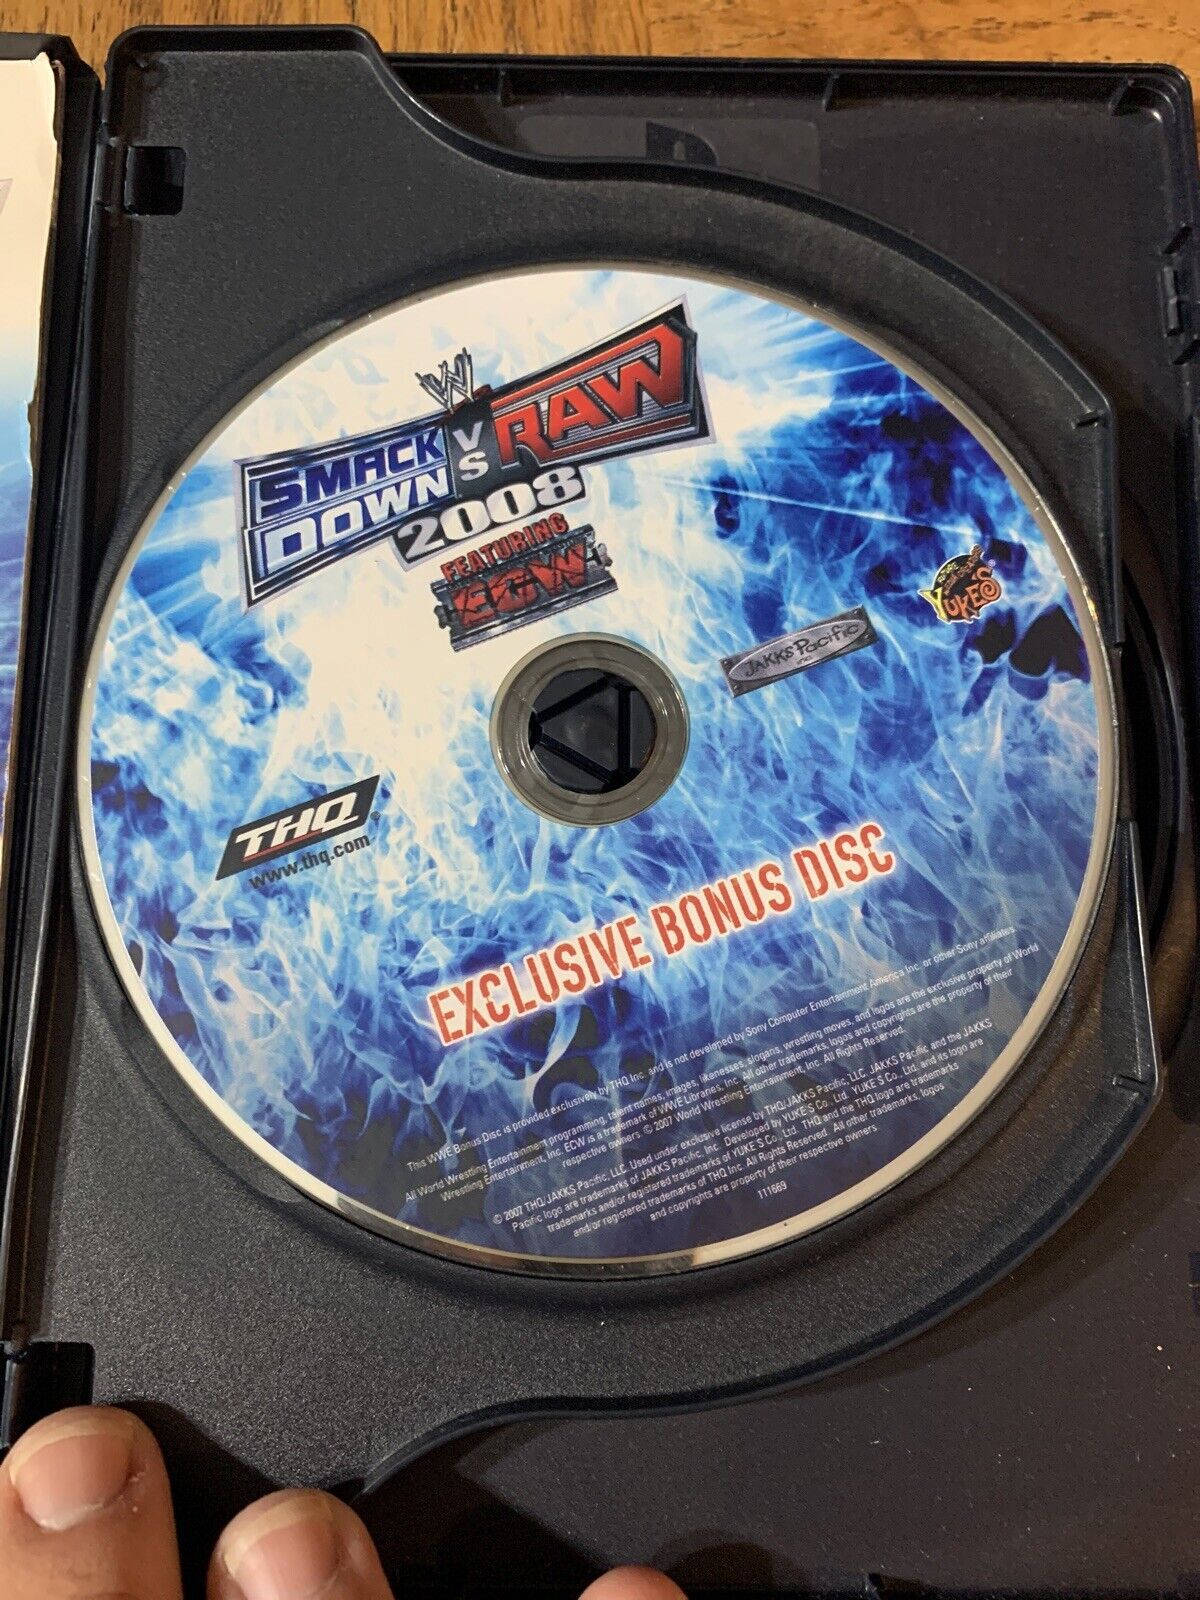 W
SMACK
DOWN
VS
RAW
2008
FEATURING
ECW
YUKE'S®
JAKKS Pacific
INC.
THQ®
www.thq.com
EXCLUSIVE BONUS DISC
This WWE Bonus Disc is provided exclusively by THQ Inc. and is not developed by Sony Computer Entertainment America Inc. or other Sony affiliates.
All World Wrestling Entertainment programming, talent names, images, likenesses, slogans, wrestling moves, and logos are the exclusive property of World
Wrestling Entertainment, Inc. ECW is a trademark of WWE Libraries, Inc. All other trademarks, logos and copyrights are the property of their
respective owners. © 2007 World Wrestling Entertainment, Inc. All Rights Reserved.
© 2007 THQ/JAKKS Pacific, LLC. Used under exclusive license by THQ/JAKKS Pacific, LLC. JAKKS Pacific and the JAKKS
Pacific logo are trademarks of JAKKS Pacific, Inc. Developed by YUKE'S Co., Ltd. YUKE'S Co., Ltd. and its logo are
trademarks and/or registered trademarks of YUKE'S Co., Ltd. THQ and the THQ logo are trademarks
and/or registered trademarks of THQ Inc. All Rights Reserved. All other trademarks, logos
and copyrights are property of their respective owners.
111669